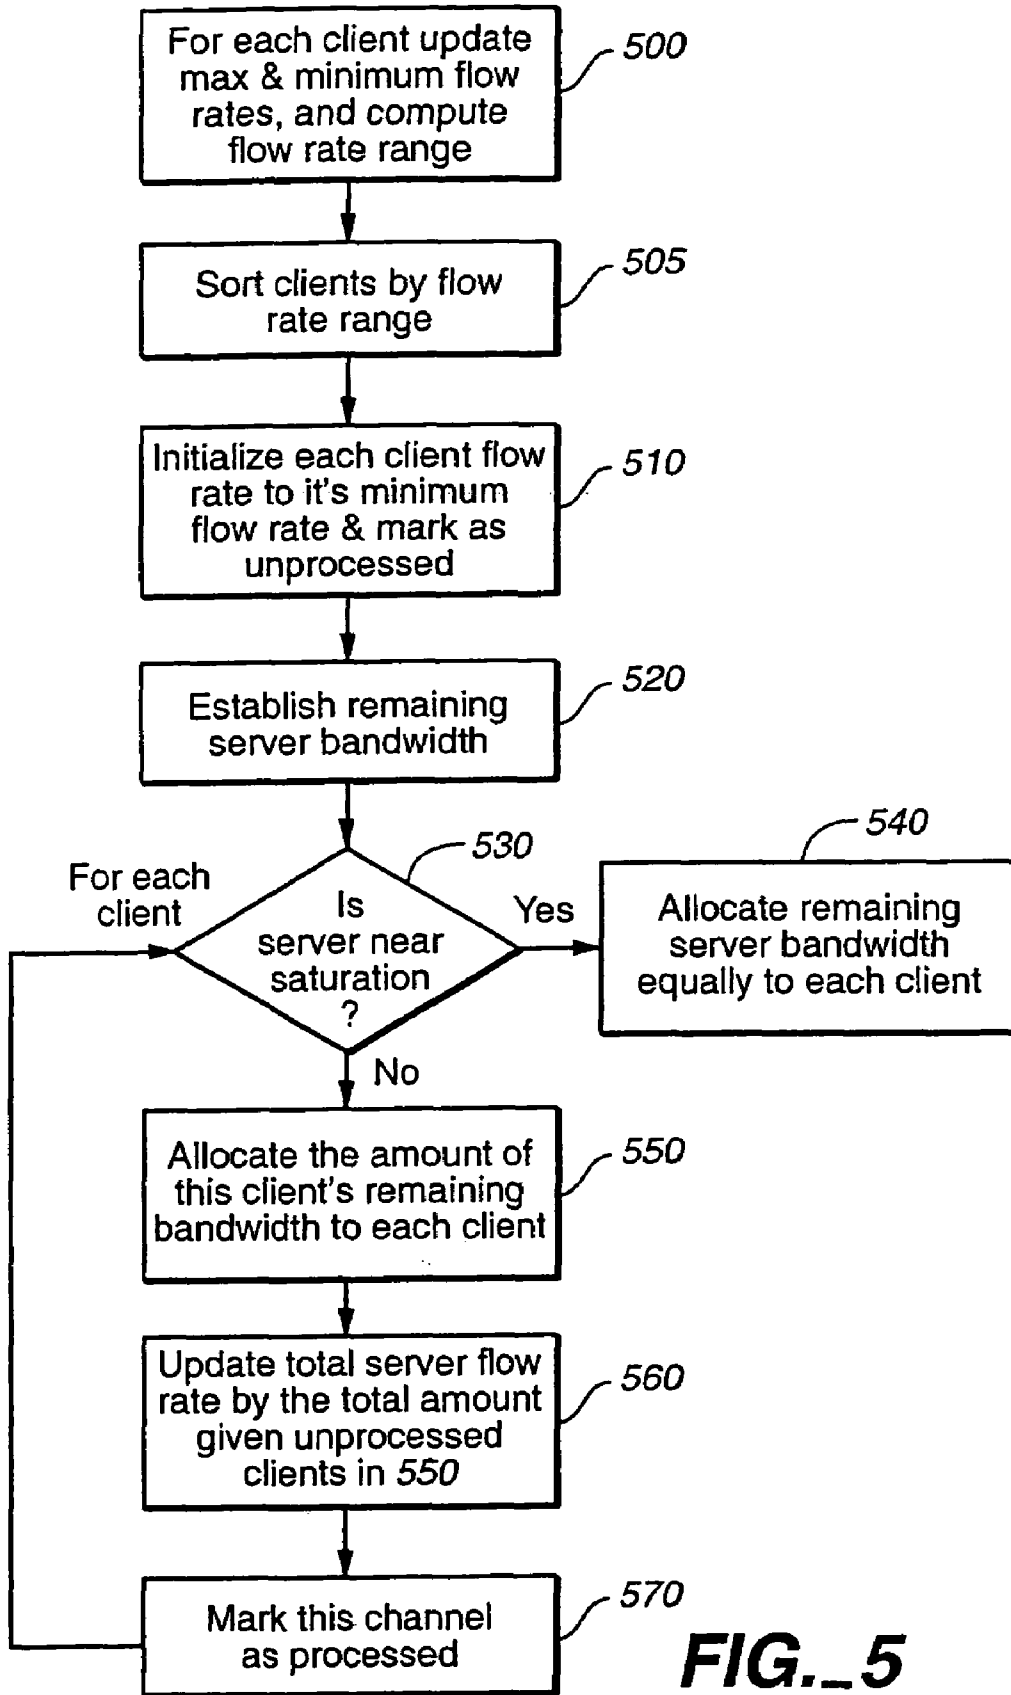 For each client update
max & minimum flow
rates, and compute
flow rate range
500
Sort clients by flow
rate range
505
Initialize each client flow
rate to it's minimum
flow rate & mark as
unprocessed
510
Establish remaining
server bandwidth
520
For each
client
Is
server near
saturation
?
530
Yes
Allocate remaining
server bandwidth
equally to each client
540
No
Allocate the amount of
this client's remaining
bandwidth to each client
550
Update total server flow
rate by the total amount
given unprocessed
clients in 550
560
Mark this channel
as processed
570
FIG._5